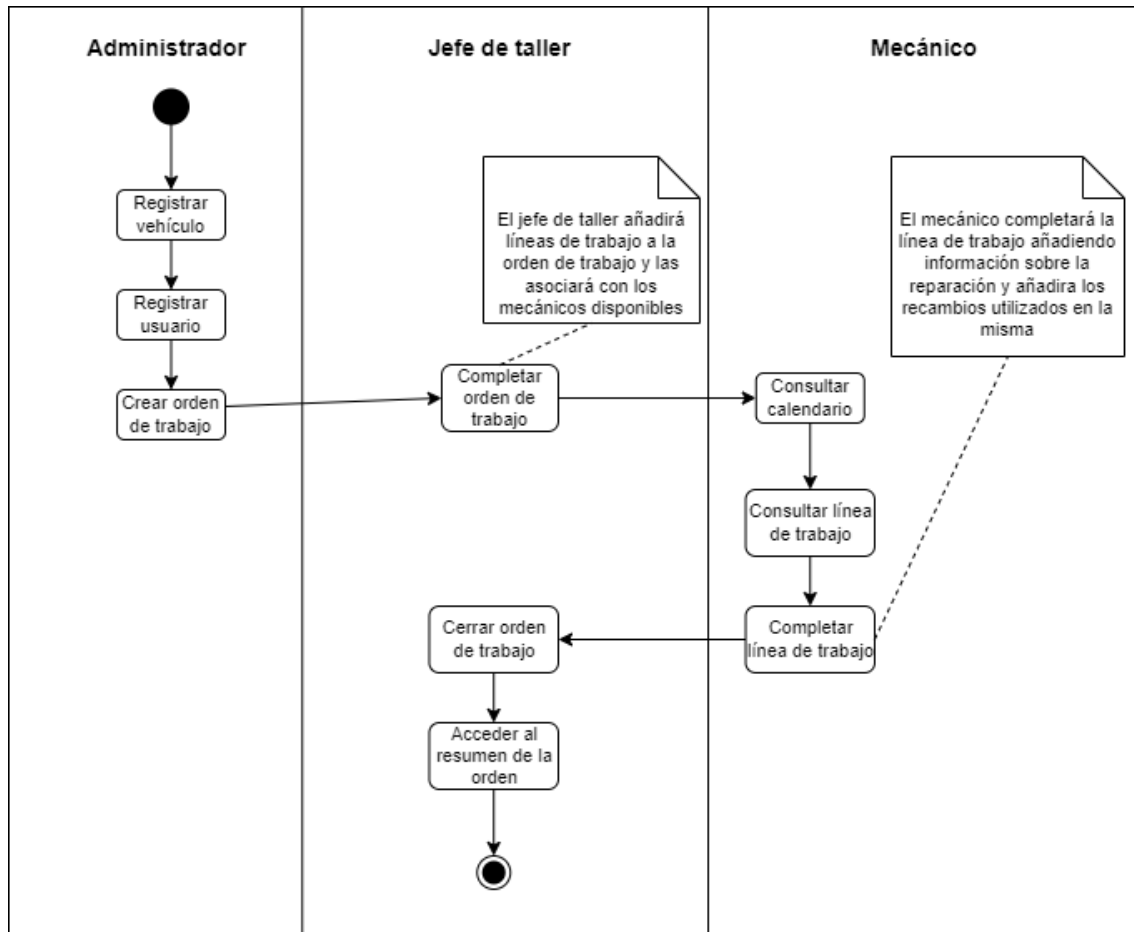 Administrador
Jefe de taller
Mecánico
Registrar
vehículo
Registrar
usuario
Crear orden
de trabajo
El jefe de taller añadirá
líneas de trabajo a la
orden de trabajo y las
asociará con los
mecánicos disponibles
Completar
orden de
trabajo
El mecánico completará la
línea de trabajo añadiendo
información sobre la
reparación y añadira los
recambios utilizados en la
misma
Consultar
calendario
Consultar línea
de trabajo
Completar
línea de trabajo
Cerrar orden
de trabajo
Acceder al
resumen de la
orden